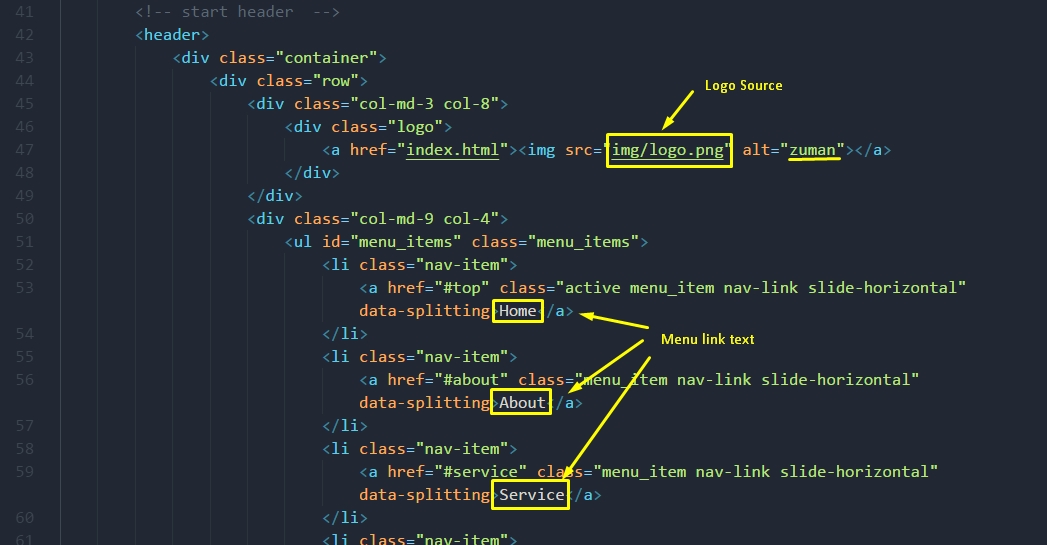 41 <!-- start header  -->
42 <header>
43 <div class="container">
44 <div class="row">
Logo Source
45 <div class="col-md-3 col-8">
46 <div class="logo">
47 <a href="index.html"><img src="img/logo.png" alt="zuman"></a>
48 </div>
49 </div>
50 <div class="col-md-9 col-4">
51 <ul id="menu_items" class="menu_items">
52 <li class="nav-item">
53 <a href="#top" class="active menu_item nav-link slide-horizontal"
data-splitting>Home</a>
54 </li>
Menu link text
55 <li class="nav-item">
56 <a href="#about" class="menu_item nav-link slide-horizontal"
data-splitting>About</a>
57 </li>
58 <li class="nav-item">
59 <a href="#service" class="menu_item nav-link slide-horizontal"
data-splitting>Service</a>
60 </li>
61 <li class="nav-item">